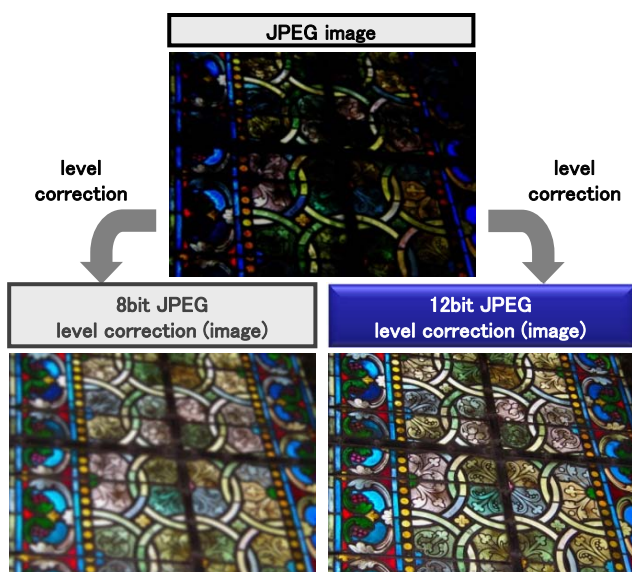 JPEG image
level
correction
level
correction
8bit JPEG
level correction (image)
12bit JPEG
level correction (image)